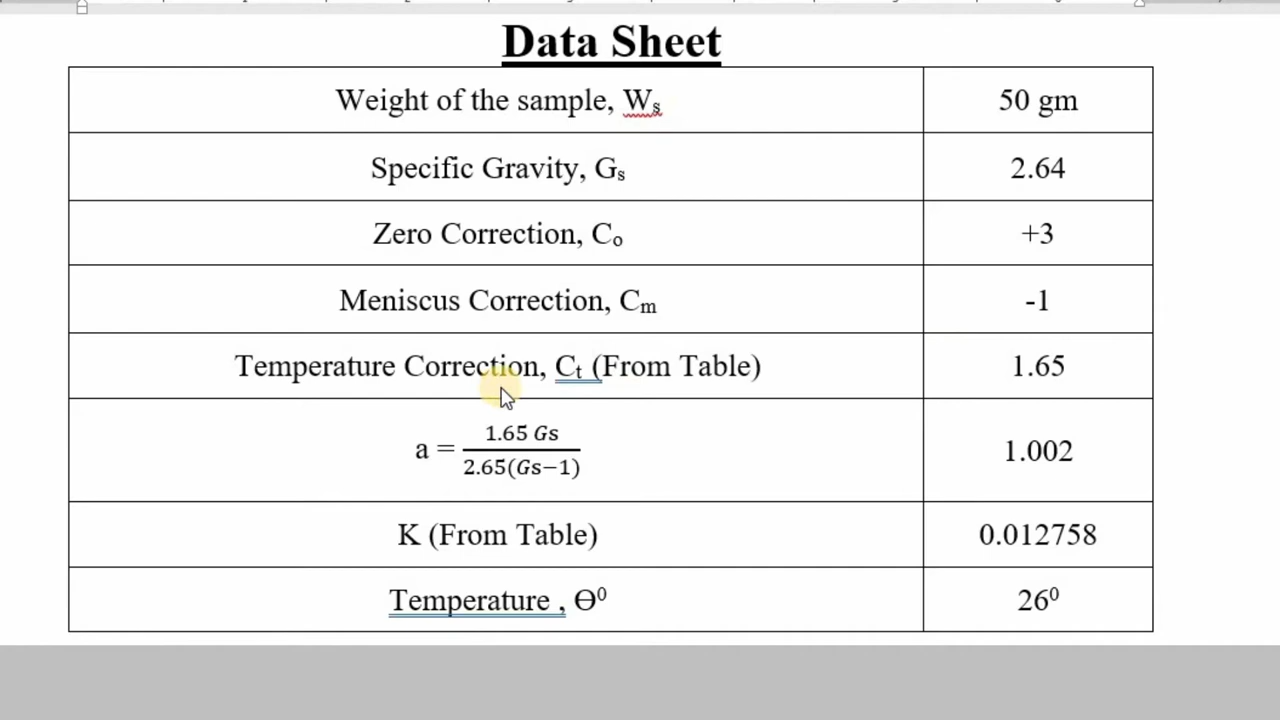 Data Sheet
Weight of the sample, Ws 50 gm
Specific Gravity, Gs 2.64
Zero Correction, Co +3
Meniscus Correction, Cm -1
Temperature Correction, Ct (From Table) 1.65
a = 1.65 Gs / 2.65(Gs−1) 1.002
K (From Table) 0.012758
Temperature , Ɵ⁰ 26⁰